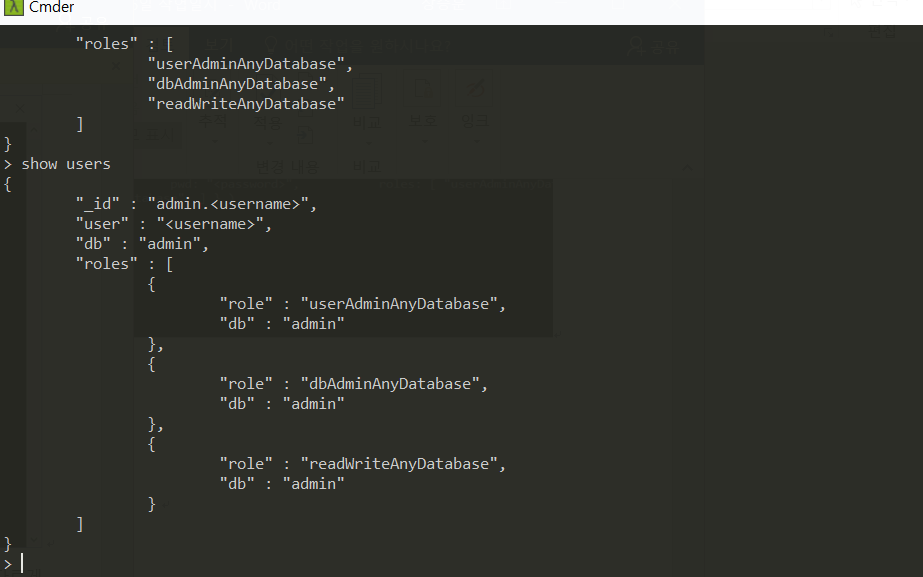 Cmder
"roles" : [
"userAdminAnyDatabase",
"dbAdminAnyDatabase",
"readWriteAnyDatabase"
]
}
> show users
{
"_id" : "admin.<username>",
"user" : "<username>",
"db" : "admin",
"roles" : [
{
"role" : "userAdminAnyDatabase",
"db" : "admin"
},
{
"role" : "dbAdminAnyDatabase",
"db" : "admin"
},
{
"role" : "readWriteAnyDatabase",
"db" : "admin"
}
]
}
>